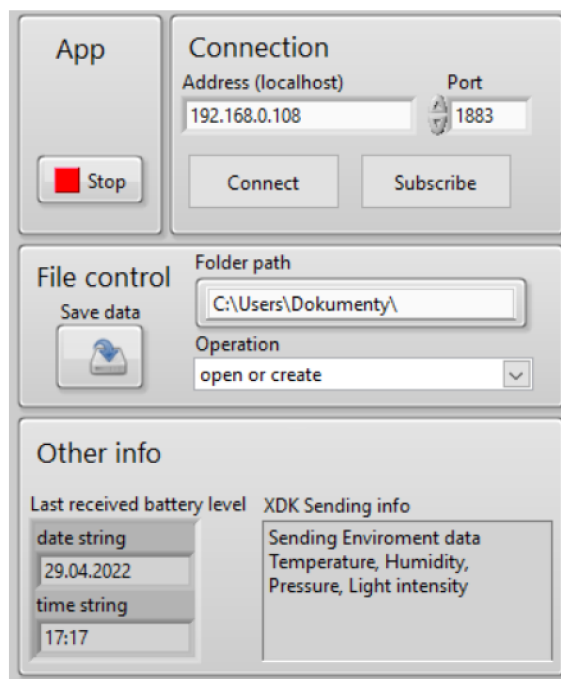 App
Stop
Connection
Address (localhost)
Port
192.168.0.108
1883
Connect
Subscribe
File control
Save data
Folder path
C:\Users\Dokumenty\
Operation
open or create
Other info
Last received battery level
date string
29.04.2022
time string
17:17
XDK Sending info
Sending Enviroment data
Temperature, Humidity,
Pressure, Light intensity